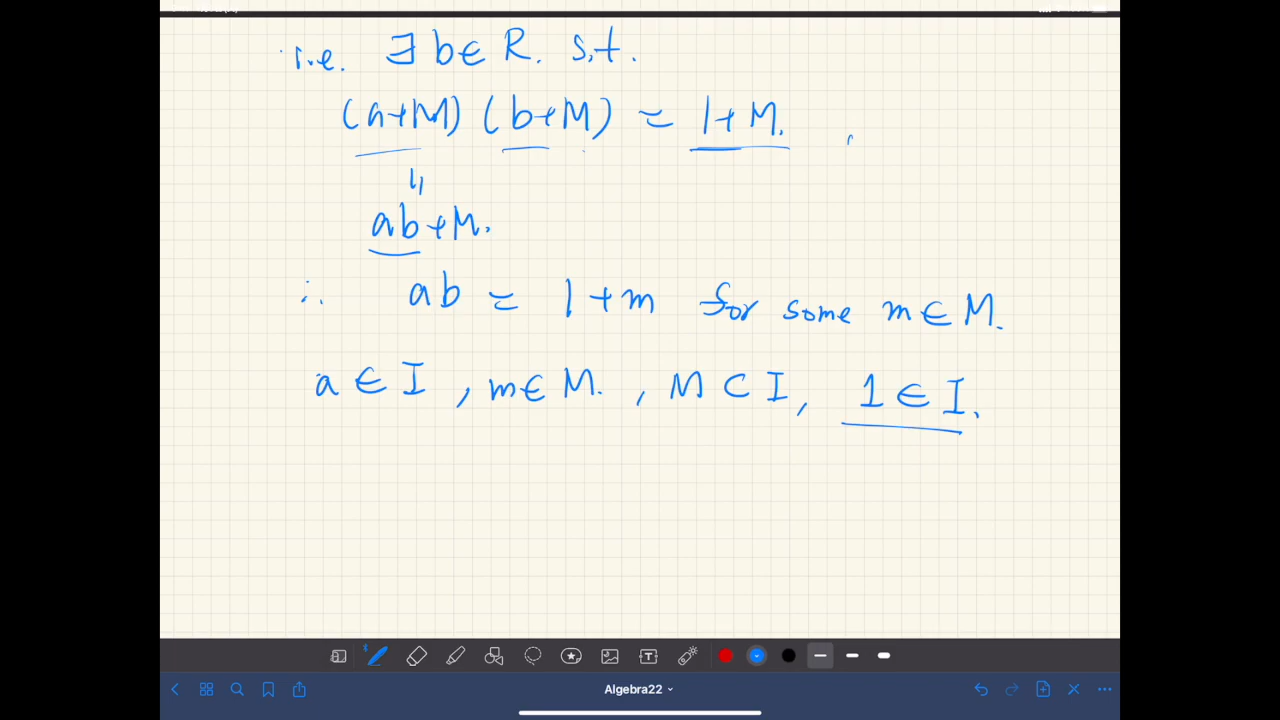 i.e. ∃ b∈R. s.t.
(a+M) (b+M) = 1+M.
॥
ab+M.
∴ ab = 1+m for some m∈M.
a∈I, m∈M., M⊂I, 1∈I.
Algebra22